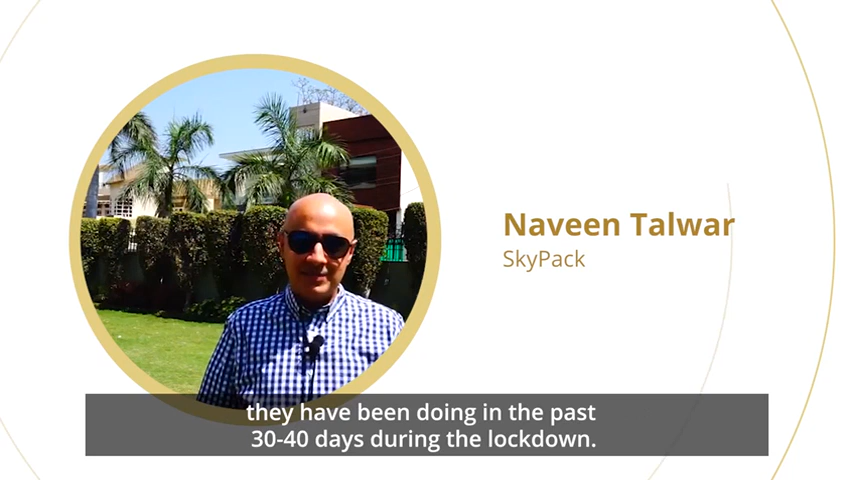 Naveen Talwar
SkyPack
they have been doing in the past
30-40 days during the lockdown.